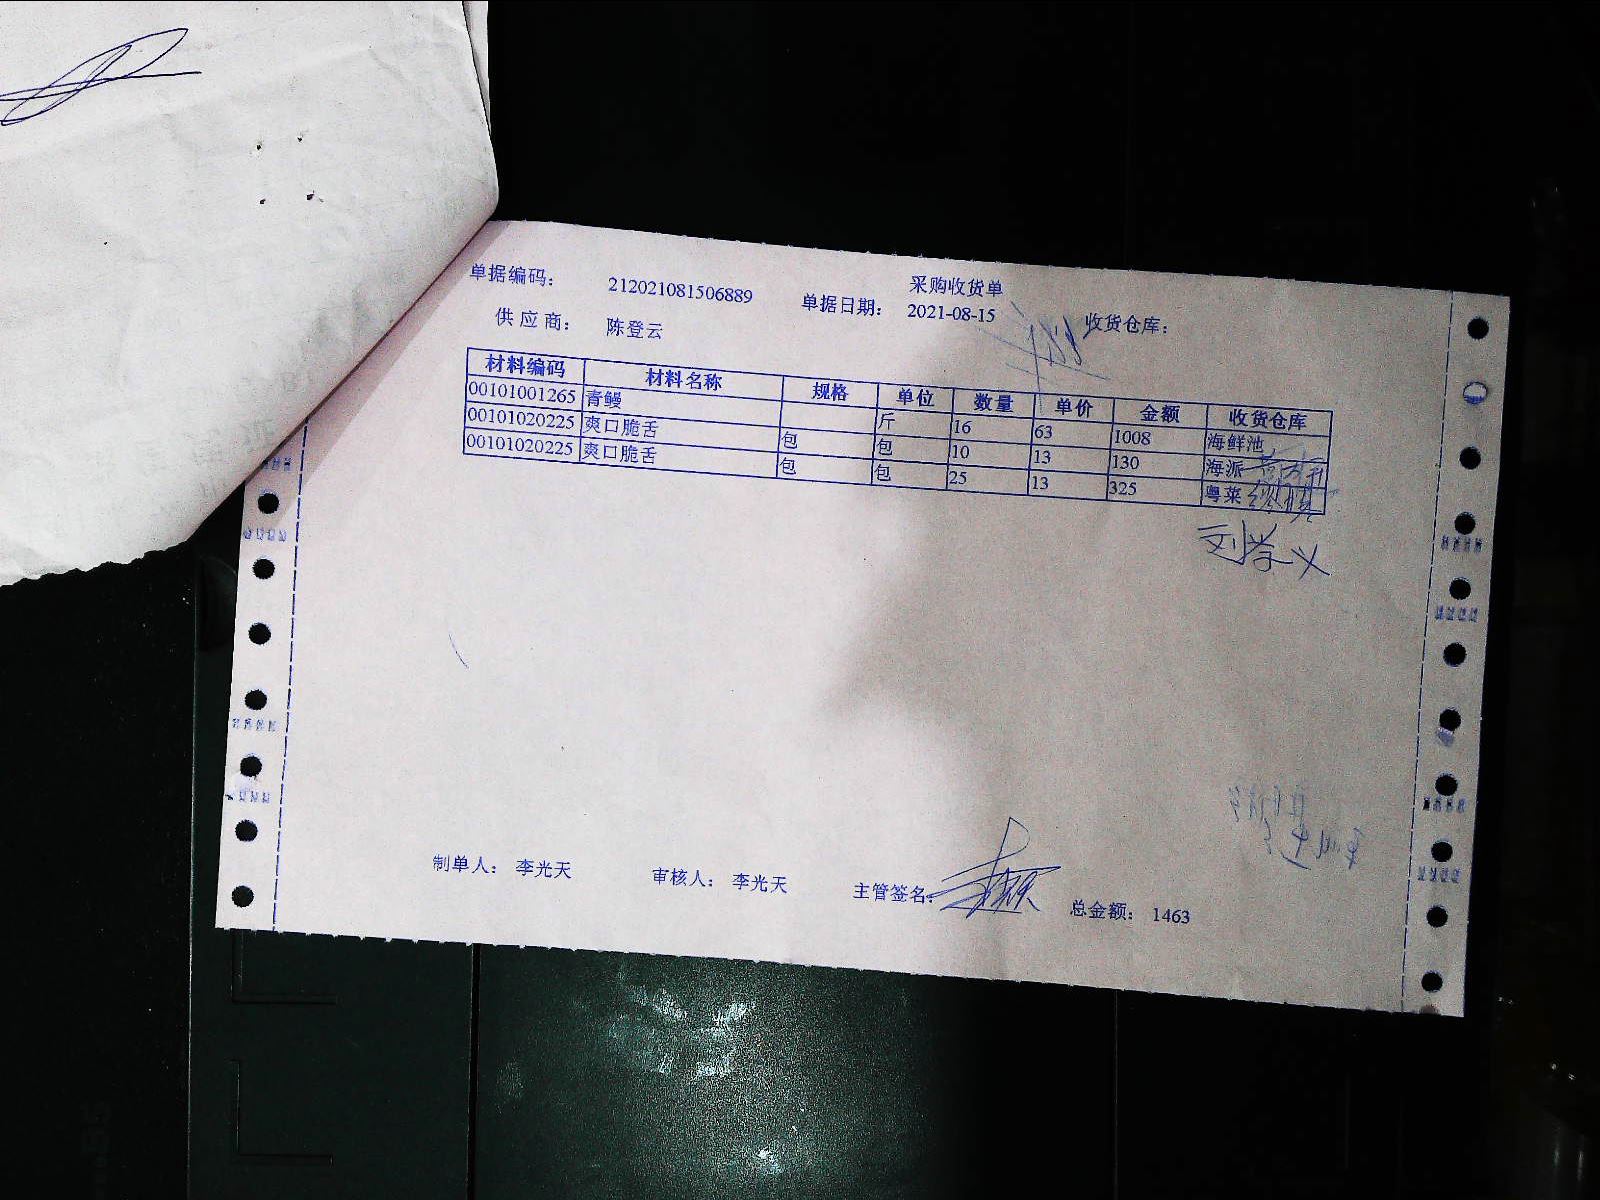 采购收货单
单据编码： 212021081506889 单据日期： 2021-08-15 收货仓库：
供应商： 陈登云
材料编码 材料名称 规格 单位 数量 单价 金额 收货仓库
00101001265 青鳗 斤 16 63 1008 海鲜池
00101020225 爽口脆舌 包 包 10 13 130 海派
00101020225 爽口脆舌 包 包 25 13 325 粤菜
刘学义
制单人： 李光天 审核人： 李光天 主管签名： 总金额： 1463